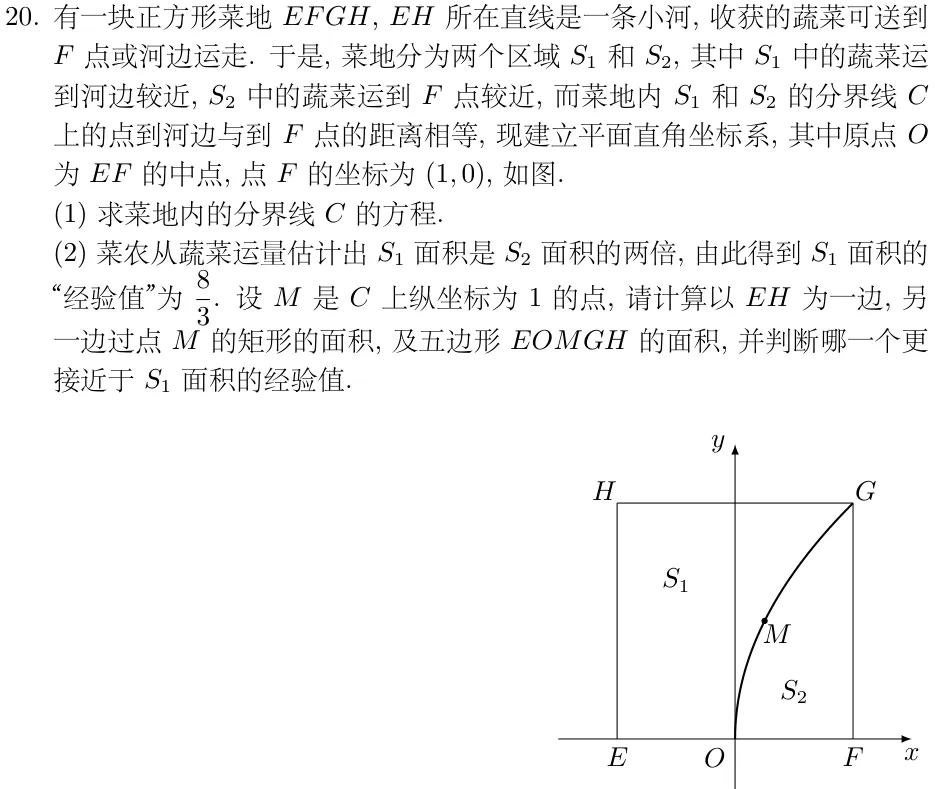 20. 有一块正方形菜地 EFGH, EH 所在直线是一条小河, 收获的蔬菜可送到
F 点或河边运走. 于是, 菜地分为两个区域 S₁ 和 S₂, 其中 S₁ 中的蔬菜运
到河边较近, S₂ 中的蔬菜运到 F 点较近, 而菜地内 S₁ 和 S₂ 的分界线 C
上的点到河边与到 F 点的距离相等, 现建立平面直角坐标系, 其中原点 O
为 EF 的中点, 点 F 的坐标为 (1, 0), 如图.
(1) 求菜地内的分界线 C 的方程.
(2) 菜农从蔬菜运量估计出 S₁ 面积是 S₂ 面积的两倍, 由此得到 S₁ 面积的
“经验值”为 8/3. 设 M 是 C 上纵坐标为 1 的点, 请计算以 EH 为一边, 另
一边过点 M 的矩形的面积, 及五边形 EOMGH 的面积, 并判断哪一个更
接近于 S₁ 面积的经验值.
y
H G
S₁
M
S₂
E O F x